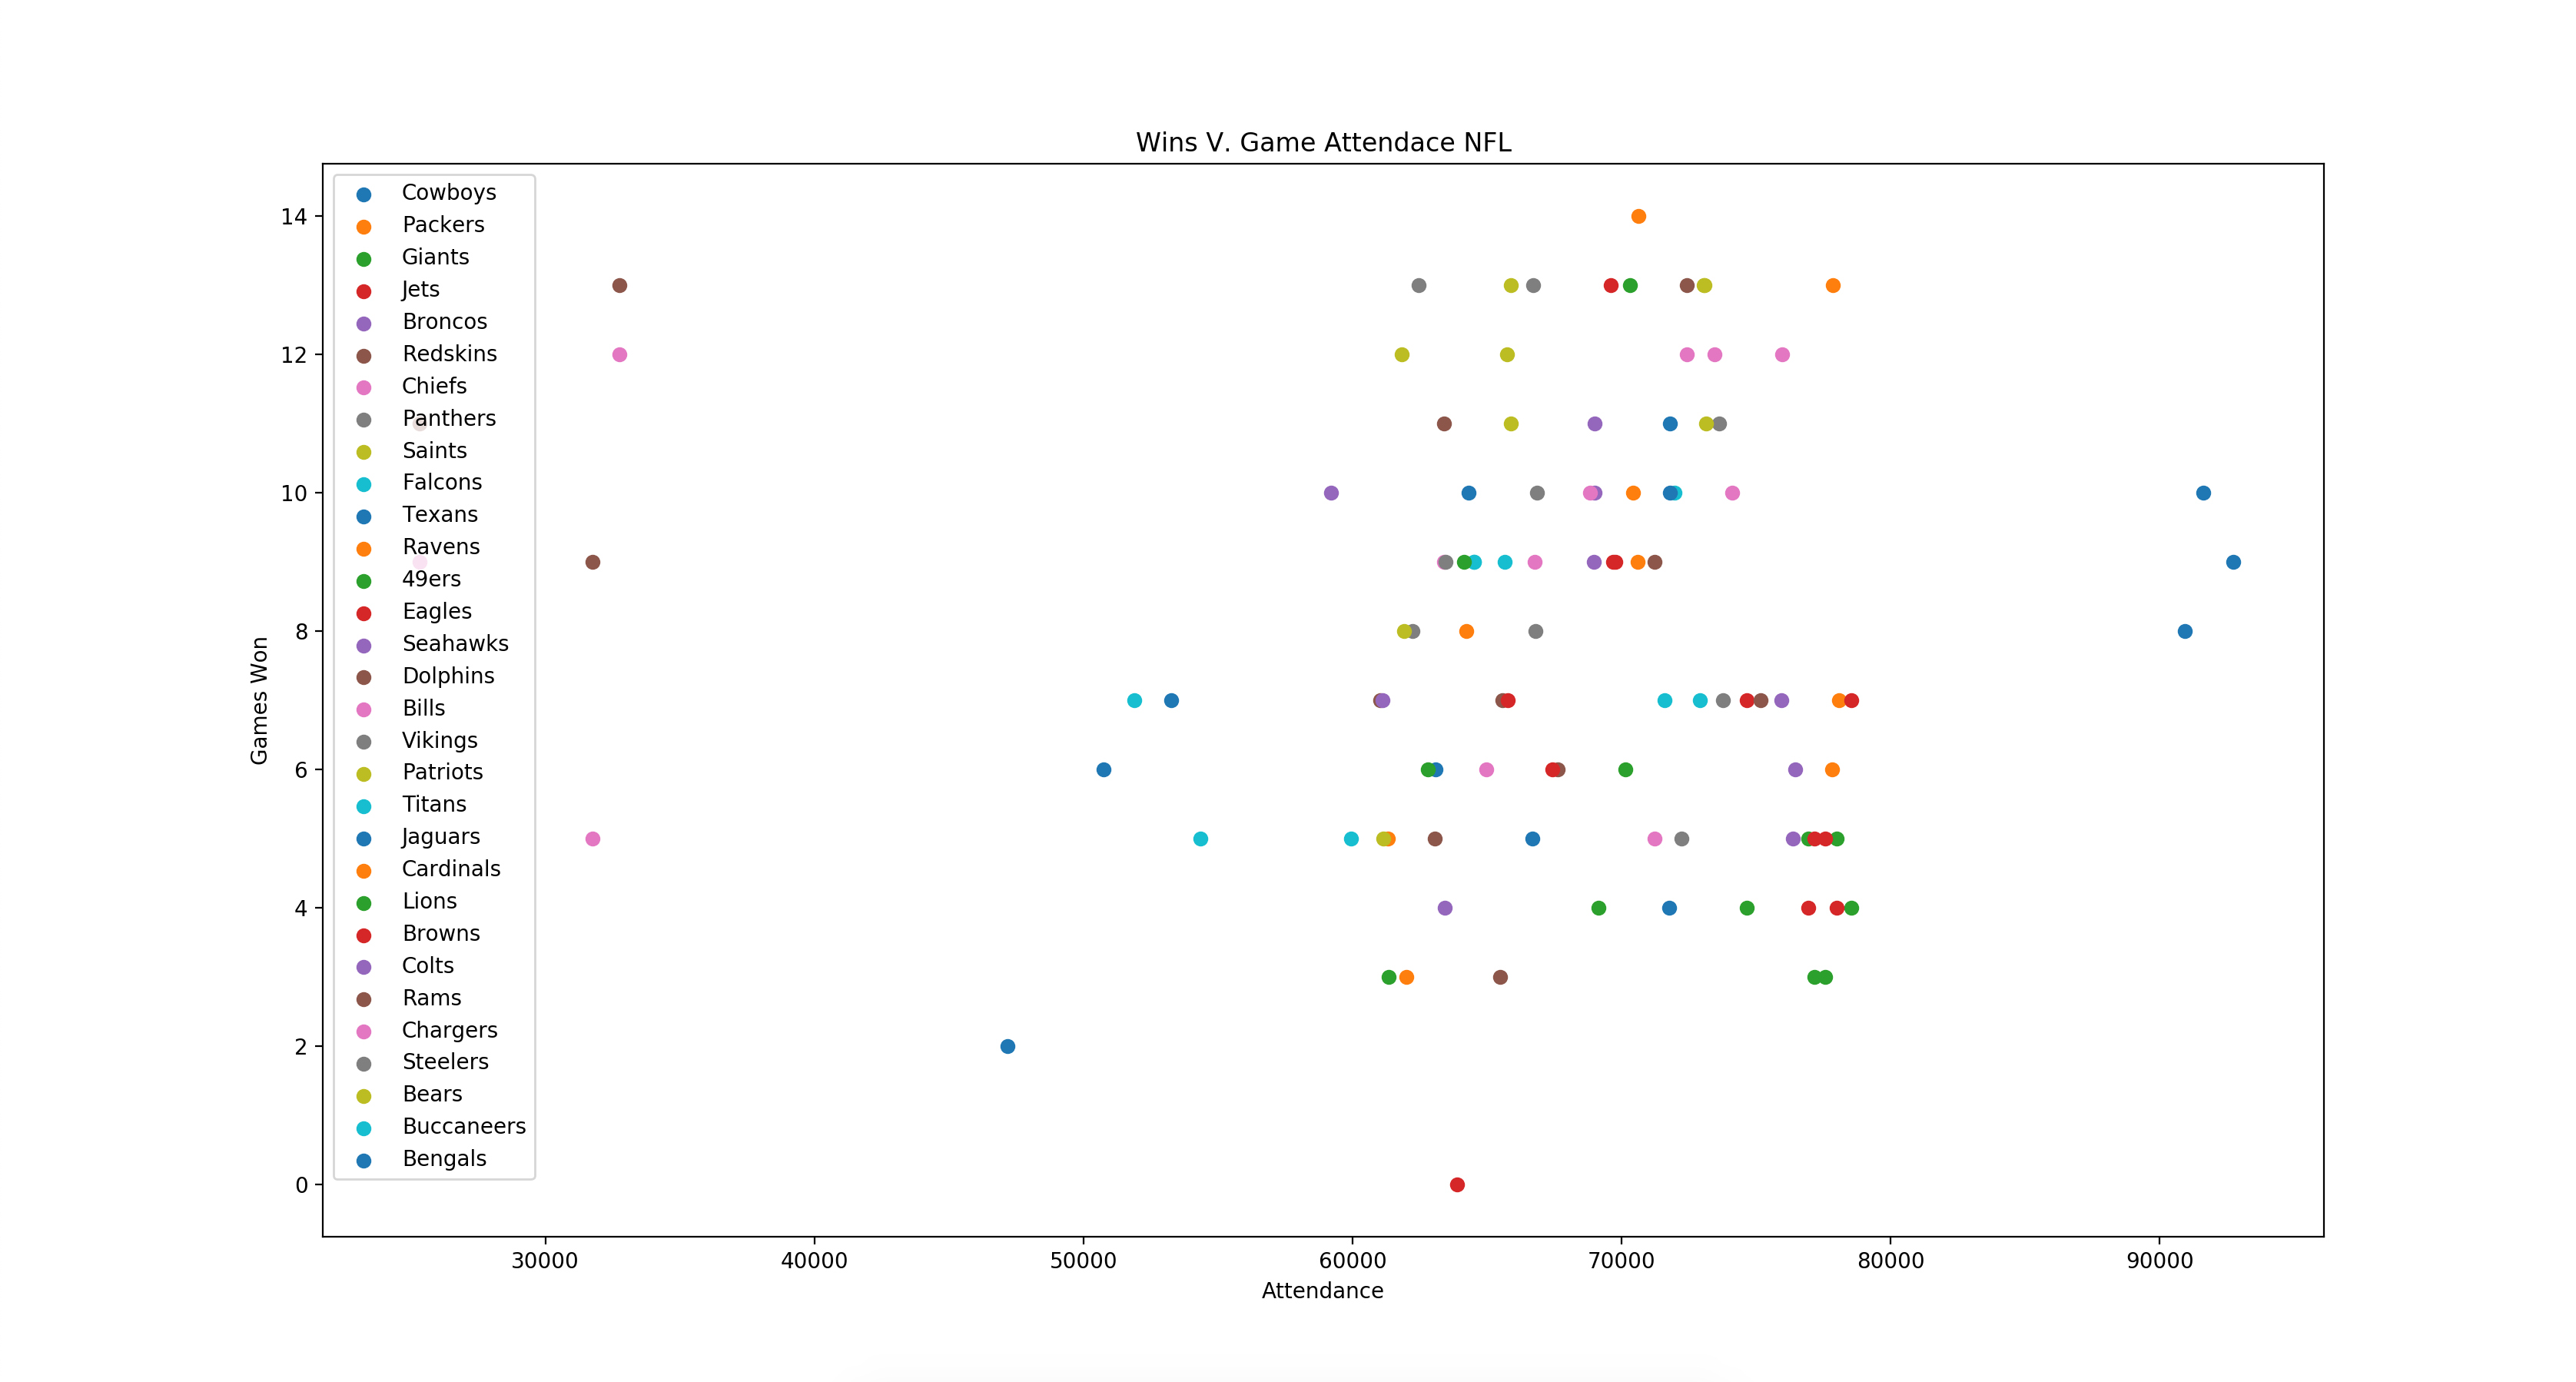 Wins V. Game Attendace NFL
Cowboys
Packers
Giants
Jets
Broncos
Redskins
Chiefs
Panthers
Saints
Falcons
Texans
Ravens
49ers
Eagles
Seahawks
Dolphins
Bills
Vikings
Patriots
Titans
Jaguars
Cardinals
Lions
Browns
Colts
Rams
Chargers
Steelers
Bears
Buccaneers
Bengals
Games Won
14
12
10
8
6
4
2
0
30000 40000 50000 60000 70000 80000 90000
Attendance